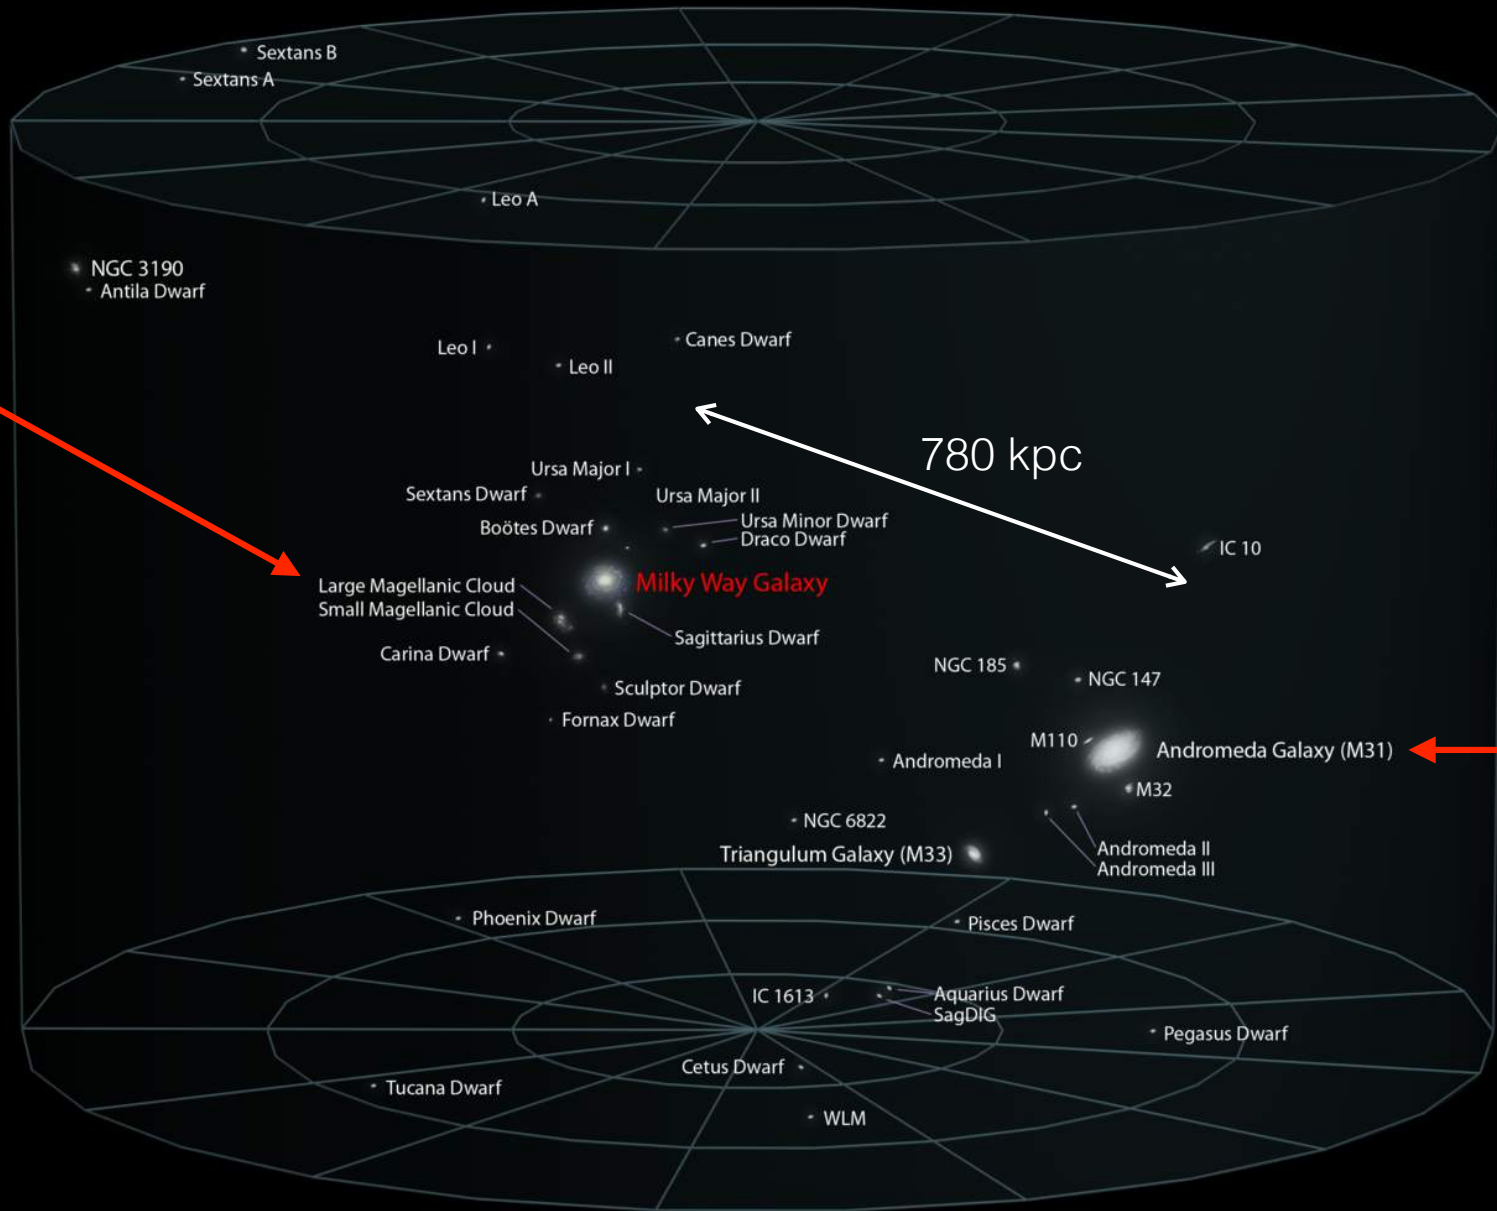 Sextans B
Sextans A
Leo A
NGC 3190
Antila Dwarf
Canes Dwarf
Leo I
Leo II
780 kpc
Ursa Major I
Sextans Dwarf
Ursa Major II
Boötes Dwarf
Ursa Minor Dwarf
Draco Dwarf
IC 10
Large Magellanic Cloud
Milky Way Galaxy
Small Magellanic Cloud
Sagittarius Dwarf
Carina Dwarf
NGC 185
NGC 147
Sculptor Dwarf
Fornax Dwarf
M110
Andromeda Galaxy (M31)
Andromeda I
M32
NGC 6822
Andromeda II
Triangulum Galaxy (M33)
Andromeda III
Phoenix Dwarf
Pisces Dwarf
IC 1613
Aquarius Dwarf
SagDIG
Pegasus Dwarf
Cetus Dwarf
Tucana Dwarf
WLM